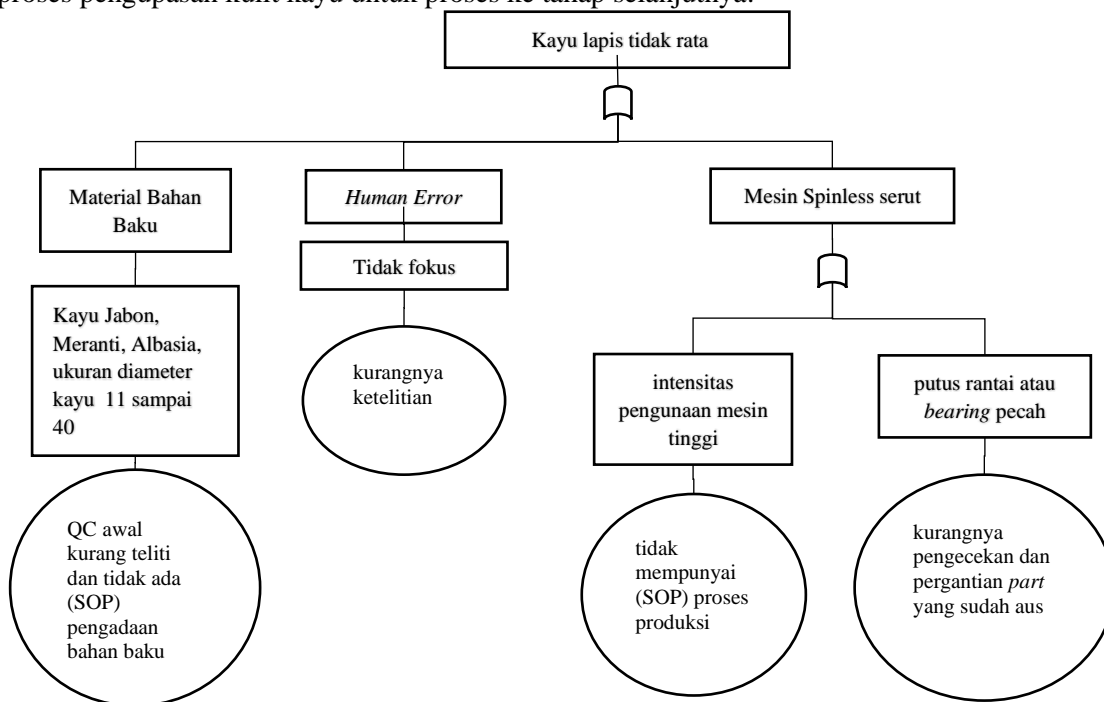 proses pengupasan kulit kayu untuk proses ke tahap selanjutnya.
Kayu lapis tidak rata
Material Bahan
Baku
Human Error
Mesin Spinless serut
Tidak fokus
Kayu Jabon,
Meranti, Albasia,
ukuran diameter
kayu 11 sampai
40
kurangnya
ketelitian
intensitas
pengunaan mesin
tinggi
putus rantai atau
bearing pecah
QC awal
kurang teliti
dan tidak ada
(SOP)
pengadaan
bahan baku
tidak
mempunyai
(SOP) proses
produksi
kurangnya
pengecekan dan
pergantian part
yang sudah aus